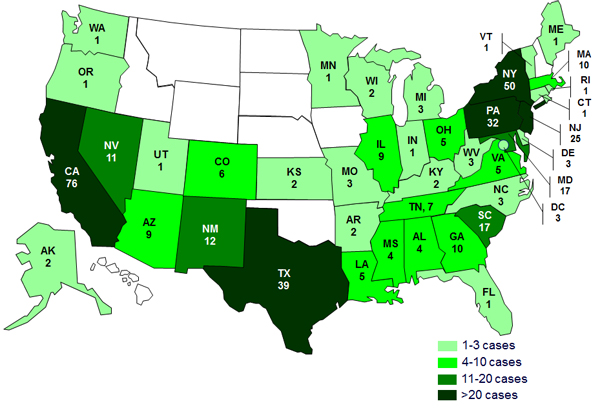 WA
1
OR
1
CA
76
NV
11
UT
1
AZ
9
CO
6
NM
12
KS
2
TX
39
AK
2
MN
1
WI
2
MI
3
IL
9
IN
1
OH
5
MO
3
KY
2
WV
3
VA
5
NC
3
TN, 7
SC
17
AR
2
LA
5
MS
4
AL
4
GA
10
FL
1
VT
1
ME
1
NY
50
PA
32
MA
10
RI
1
CT
1
NJ
25
DE
3
MD
17
DC
3
1-3 cases
4-10 cases
11-20 cases
>20 cases